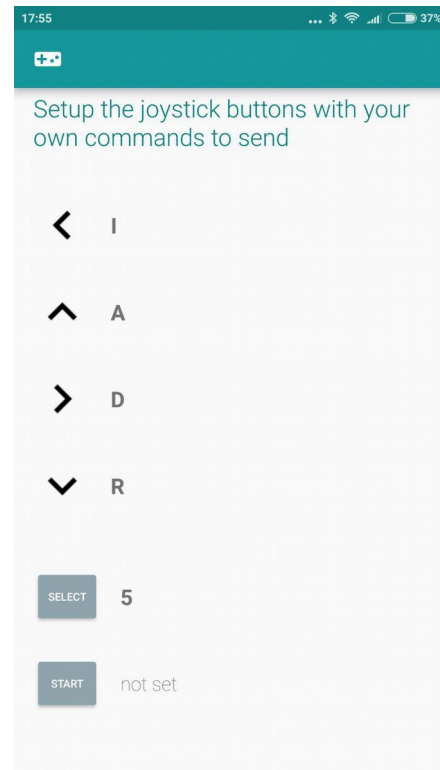 17:55 ... 37%
Setup the joystick buttons with your
own commands to send
I
A
D
R
SELECT 5
START not set